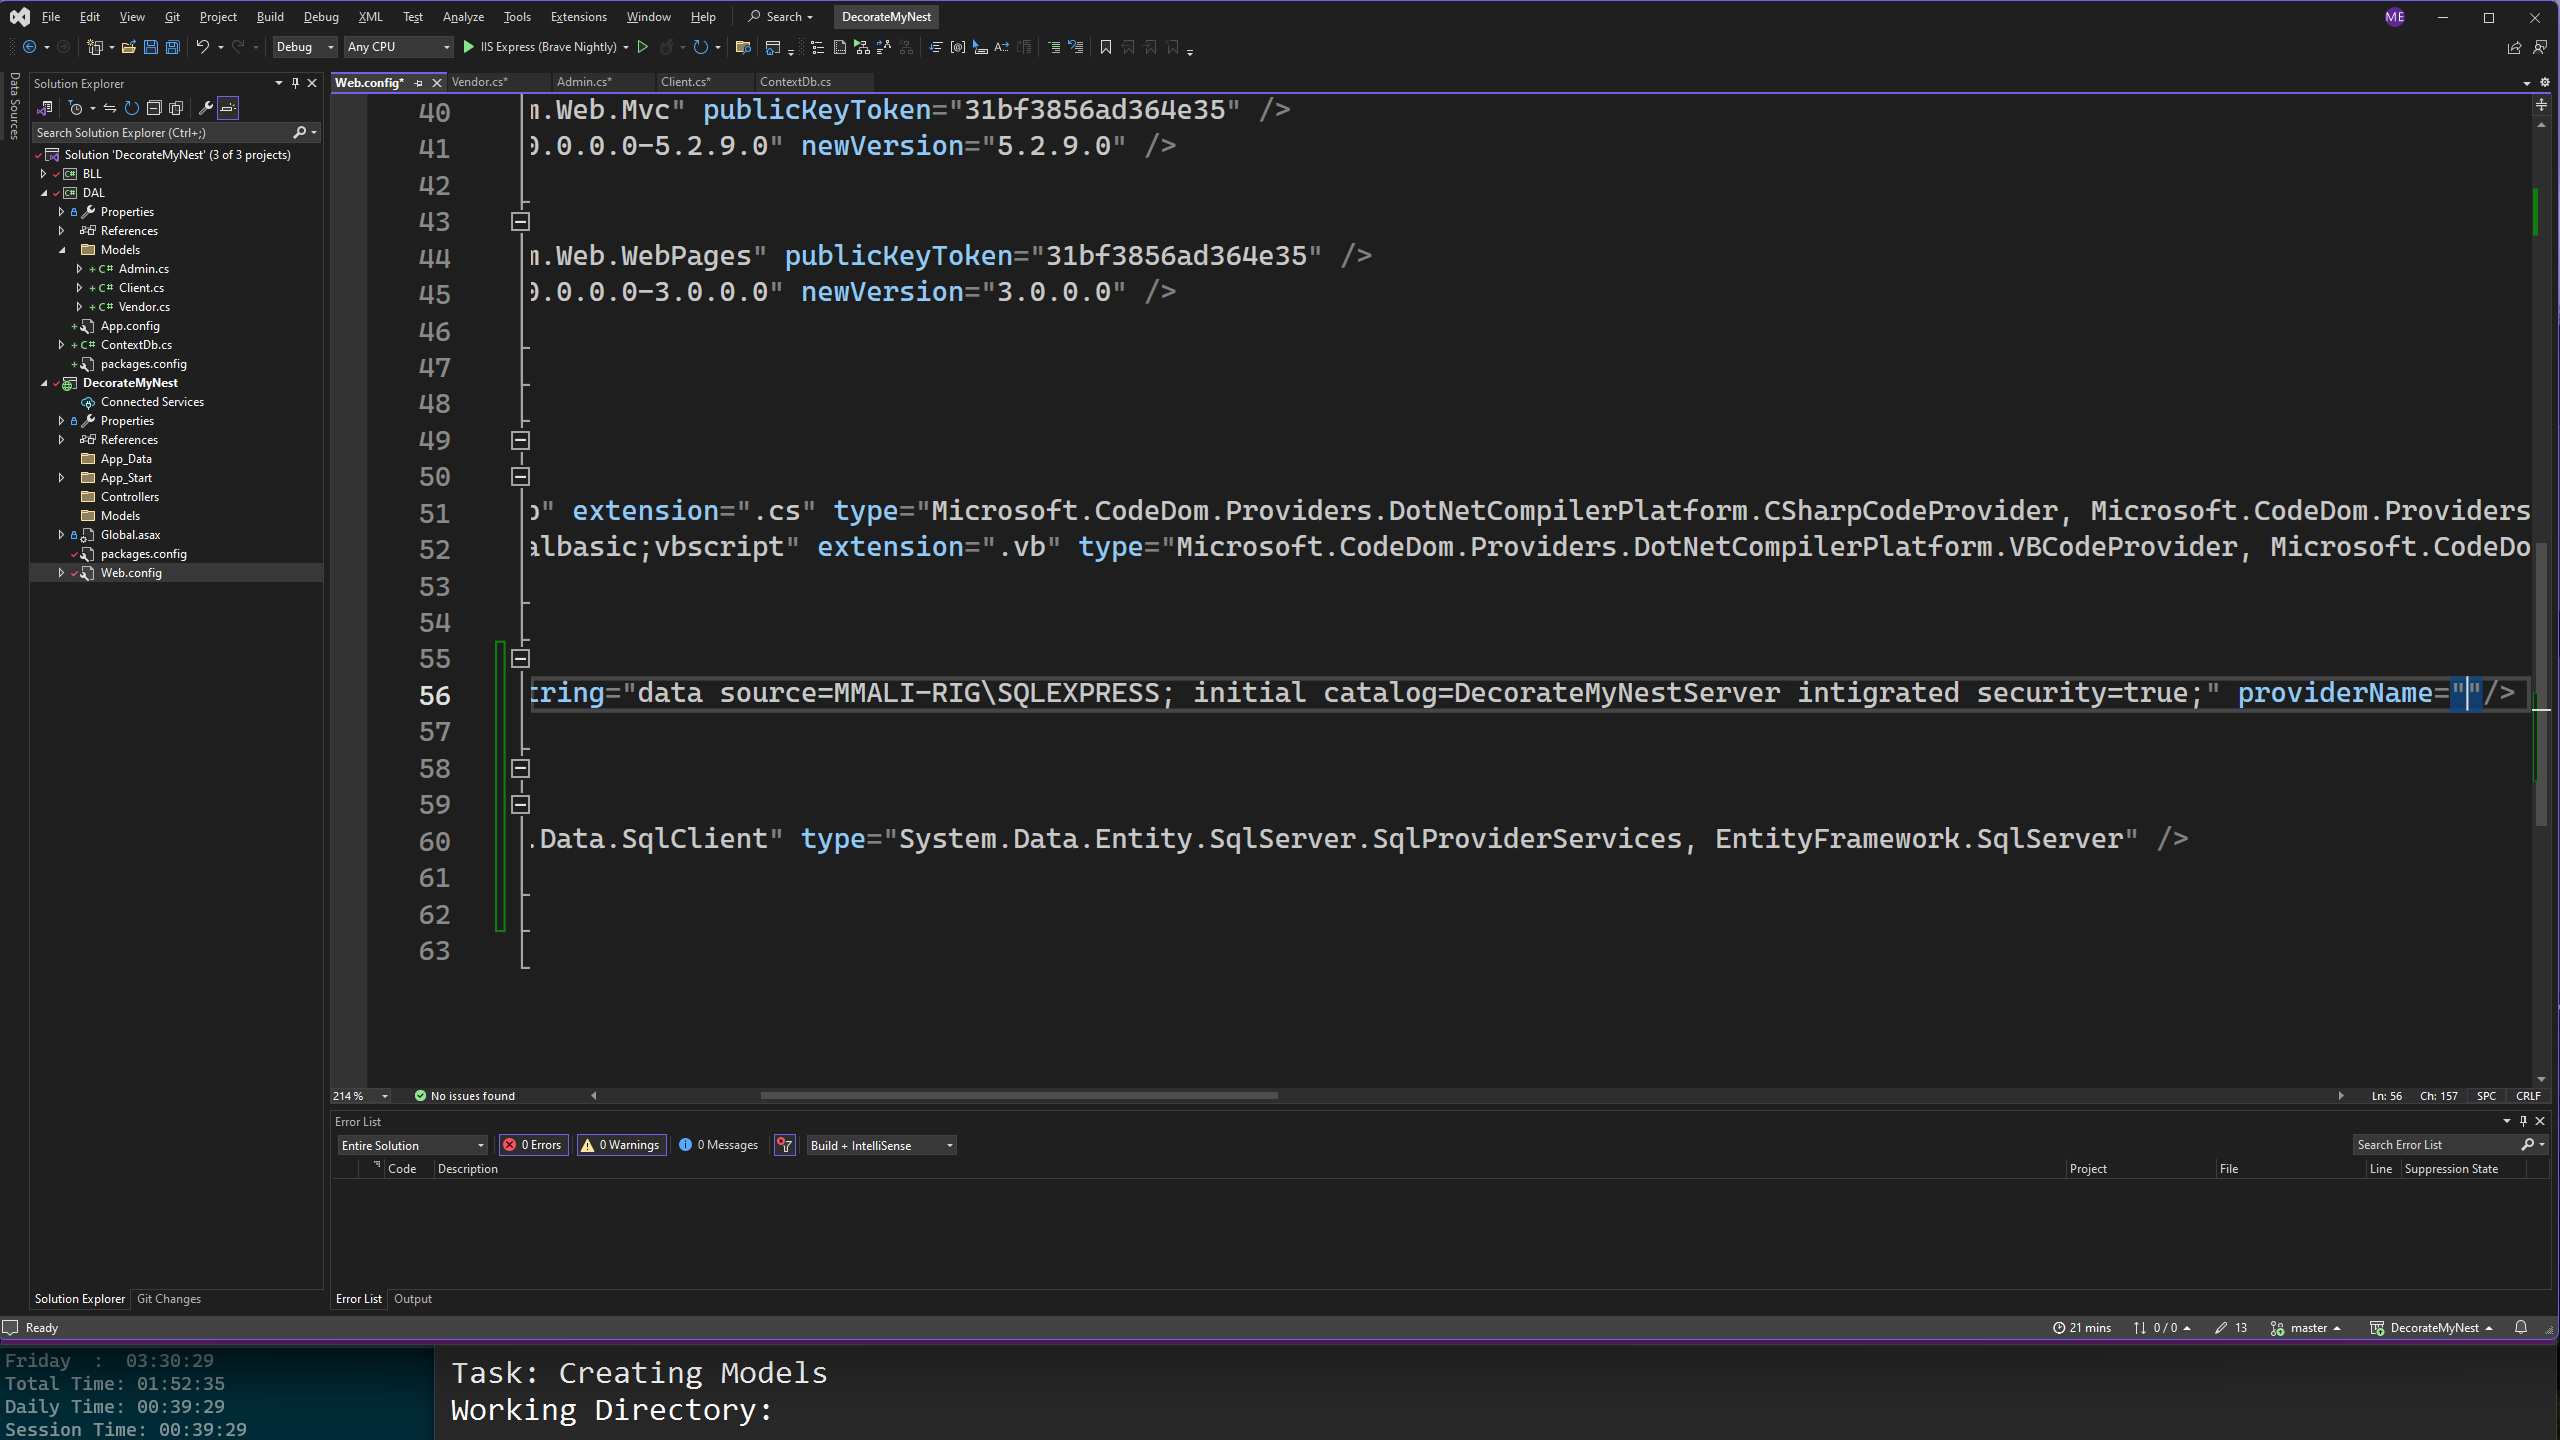 File Edit View Git Project Build Debug XML Test Analyze Tools Extensions Window Help Search DecorateMyNest ME
Debug Any CPU IIS Express (Brave Nightly)
Data Sources
Solution Explorer
Search Solution Explorer (Ctrl+;)
Solution 'DecorateMyNest' (3 of 3 projects)
BLL
DAL
Properties
References
Models
C# Admin.cs
C# Client.cs
C# Vendor.cs
App.config
C# ContextDb.cs
packages.config
DecorateMyNest
Connected Services
Properties
References
App_Data
App_Start
Controllers
Models
Global.asax
packages.config
Web.config
Solution Explorer Git Changes
Web.config* Vendor.cs* Admin.cs* Client.cs* ContextDb.cs
40 m.Web.Mvc" publicKeyToken="31bf3856ad364e35" />
41 0.0.0.0-5.2.9.0" newVersion="5.2.9.0" />
42
43
44 m.Web.WebPages" publicKeyToken="31bf3856ad364e35" />
45 0.0.0.0-3.0.0.0" newVersion="3.0.0.0" />
46
47
48
49
50
51 " extension=".cs" type="Microsoft.CodeDom.Providers.DotNetCompilerPlatform.CSharpCodeProvider, Microsoft.CodeDom.Providers
52 albasic;vbscript" extension=".vb" type="Microsoft.CodeDom.Providers.DotNetCompilerPlatform.VBCodeProvider, Microsoft.CodeDo
53
54
55
56 tring="data source=MMALI-RIG\SQLEXPRESS; initial catalog=DecorateMyNestServer intigrated security=true;" providerName=""/>
57
58
59
60 .Data.SqlClient" type="System.Data.Entity.SqlServer.SqlProviderServices, EntityFramework.SqlServer" />
61
62
63
214 % No issues found Ln: 56 Ch: 157 SPC CRLF
Error List
Entire Solution 0 Errors 0 Warnings 0 Messages Build + IntelliSense Search Error List
Code Description Project File Line Suppression State
Error List Output
Ready 21 mins 0 / 0 13 master DecorateMyNest
Friday : 03:30:29
Total Time: 01:52:35
Daily Time: 00:39:29
Session Time: 00:39:29
Task: Creating Models
Working Directory: